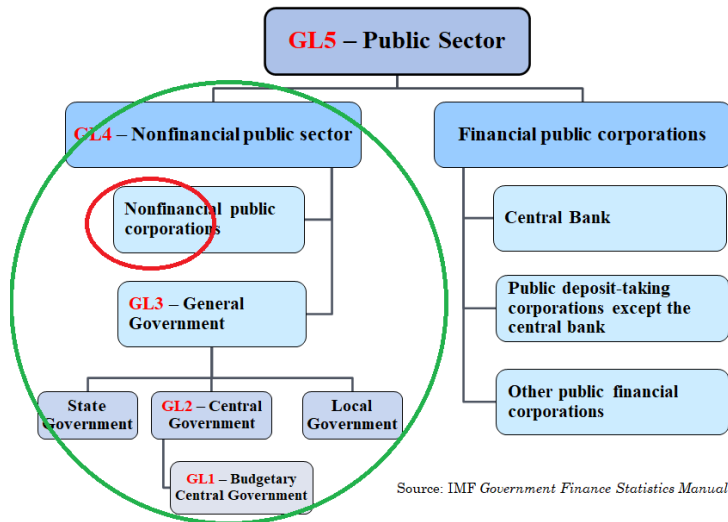 GL5 – Public Sector
GL4 – Nonfinancial public sector
Financial public corporations
Nonfinancial public
corporations
Central Bank
GL3 – General
Government
Public deposit-taking
corporations except the
central bank
State
Government
GL2 – Central
Government
Local
Government
Other public financial
corporations
GL1 – Budgetary
Central Government
Source: IMF Government Finance Statistics Manual